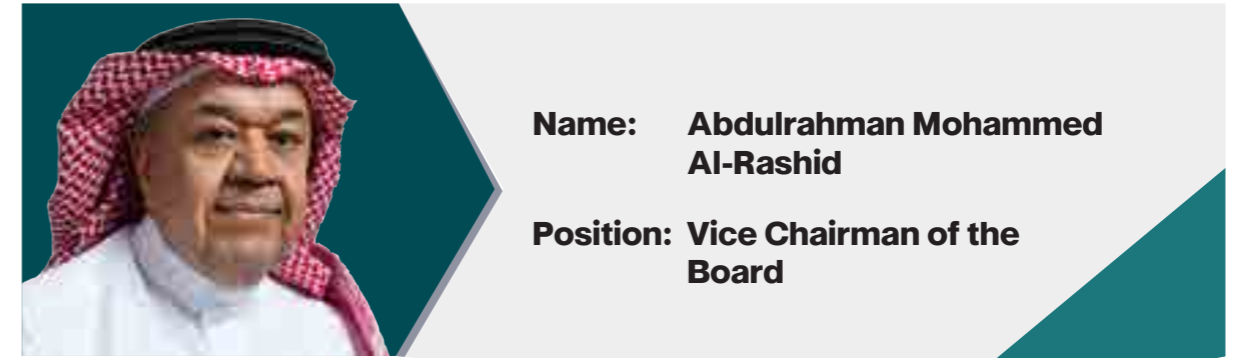 Name: Abdulrahman Mohammed
Al-Rashid
Position: Vice Chairman of the
Board